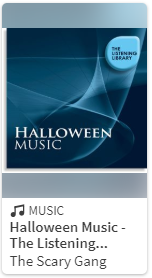 THE
LISTENING
LIBRARY
HALLOWEEN
MUSIC
MUSIC
Halloween Music -
The Listening...
The Scary Gang